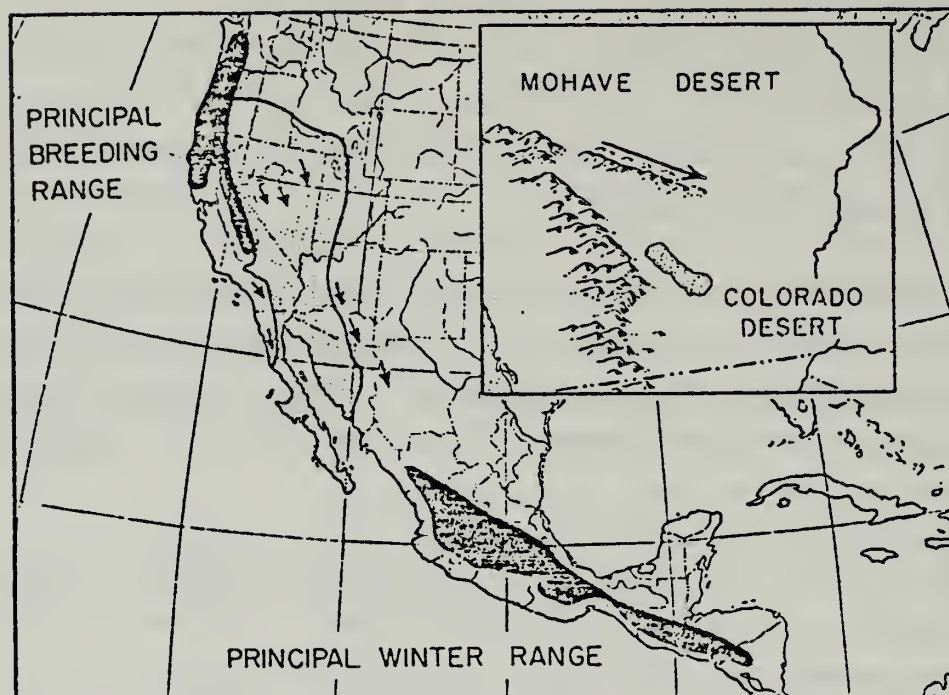 PRINCIPAL
BREEDING
RANGE
MOHAVE DESERT
COLORADO
DESERT
PRINCIPAL WINTER RANGE